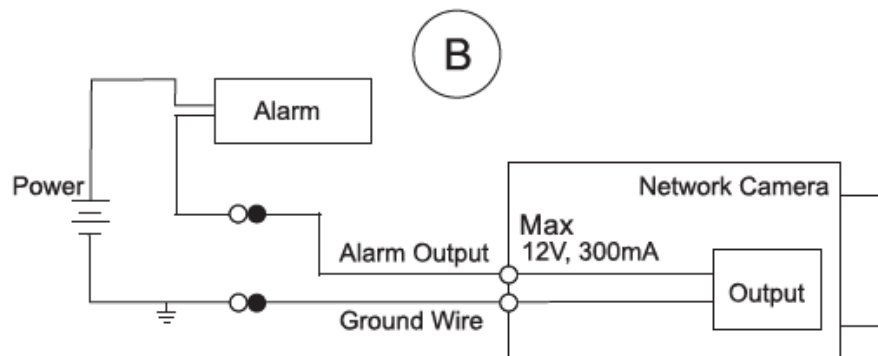 B
Alarm
Power
Network Camera
Max
12V, 300mA
Alarm Output
Output
Ground Wire